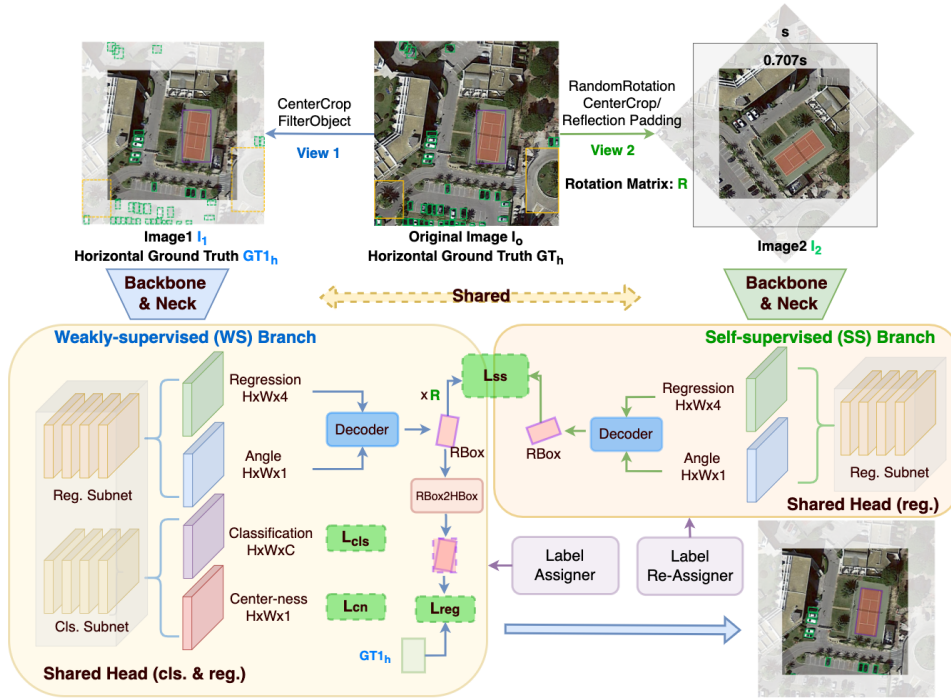 s
0.707s
CenterCrop
FilterObject
View 1
RandomRotation
CenterCrop/
Reflection Padding
View 2
Rotation Matrix: R
Image1 I1
Horizontal Ground Truth GT1h
Original Image Io
Horizontal Ground Truth GTh
Image2 I2
Backbone
& Neck
Shared
Backbone
& Neck
Weakly-supervised (WS) Branch
Self-supervised (SS) Branch
Regression
HxWx4
Angle
HxWx1
Decoder
x R
RBox
Lss
RBox
Decoder
Regression
HxWx4
Angle
HxWx1
Reg. Subnet
Reg. Subnet
Shared Head (reg.)
RBox2HBox
Classification
HxWxC
Lcls
Center-ness
HxWx1
Lcn
Lreg
GT1h
Cls. Subnet
Shared Head (cls. & reg.)
Label
Assigner
Label
Re-Assigner